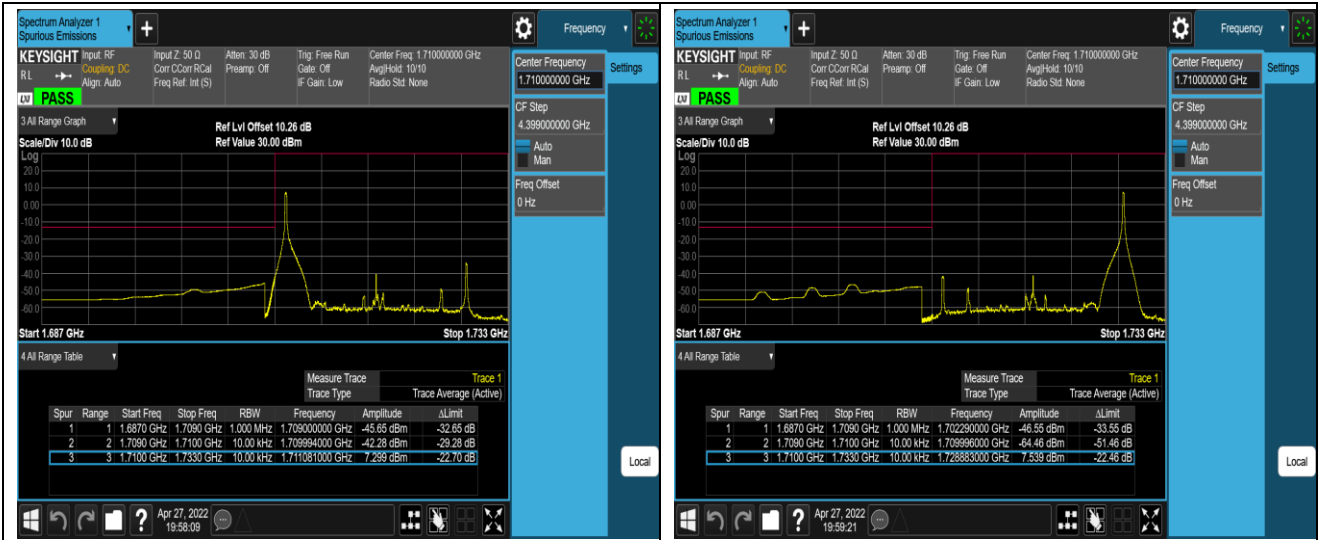 Spectrum Analyzer 1
Spurious Emissions
+
Frequency
KEYSIGHT Input: RF Input Z: 50 Ω Atten: 30 dB Trig: Free Run Center Freq: 1.710000000 GHz
RL Coupling: DC Corr CCorr RCal Preamp: Off Gate: Off Avg|Hold: 10/10
Align: Auto Freq Ref: Int (S) IF Gain: Low Radio Std: None
LXI PASS
Center Frequency
1.710000000 GHz
Settings
CF Step
4.399000000 GHz
Auto
Man
Freq Offset
0 Hz
3 All Range Graph
Ref Lvl Offset 10.26 dB
Scale/Div 10.0 dB Ref Value 30.00 dBm
Log
20.0
10.0
0.00
-10.0
-20.0
-30.0
-40.0
-50.0
-60.0
Start 1.687 GHz Stop 1.733 GHz
4 All Range Table
Measure Trace Trace 1
Trace Type Trace Average (Active)
Spur Range Start Freq Stop Freq RBW Frequency Amplitude ΔLimit
1 1 1.6870 GHz 1.7090 GHz 1.000 MHz 1.709000000 GHz -45.65 dBm -32.65 dB
2 2 1.7090 GHz 1.7100 GHz 10.00 kHz 1.709994000 GHz -42.28 dBm -29.28 dB
3 3 1.7100 GHz 1.7330 GHz 10.00 kHz 1.711081000 GHz 7.299 dBm -22.70 dB
Local
?
Apr 27, 2022
19:58:09
Spectrum Analyzer 1
Spurious Emissions
+
Frequency
KEYSIGHT Input: RF Input Z: 50 Ω Atten: 30 dB Trig: Free Run Center Freq: 1.710000000 GHz
RL Coupling: DC Corr CCorr RCal Preamp: Off Gate: Off Avg|Hold: 10/10
Align: Auto Freq Ref: Int (S) IF Gain: Low Radio Std: None
LXI PASS
Center Frequency
1.710000000 GHz
Settings
CF Step
4.399000000 GHz
Auto
Man
Freq Offset
0 Hz
3 All Range Graph
Ref Lvl Offset 10.26 dB
Scale/Div 10.0 dB Ref Value 30.00 dBm
Log
20.0
10.0
0.00
-10.0
-20.0
-30.0
-40.0
-50.0
-60.0
Start 1.687 GHz Stop 1.733 GHz
4 All Range Table
Measure Trace Trace 1
Trace Type Trace Average (Active)
Spur Range Start Freq Stop Freq RBW Frequency Amplitude ΔLimit
1 1 1.6870 GHz 1.7090 GHz 1.000 MHz 1.702290000 GHz -46.55 dBm -33.55 dB
2 2 1.7090 GHz 1.7100 GHz 10.00 kHz 1.709996000 GHz -64.46 dBm -51.46 dB
3 3 1.7100 GHz 1.7330 GHz 10.00 kHz 1.728883000 GHz 7.539 dBm -22.46 dB
Local
?
Apr 27, 2022
19:59:21